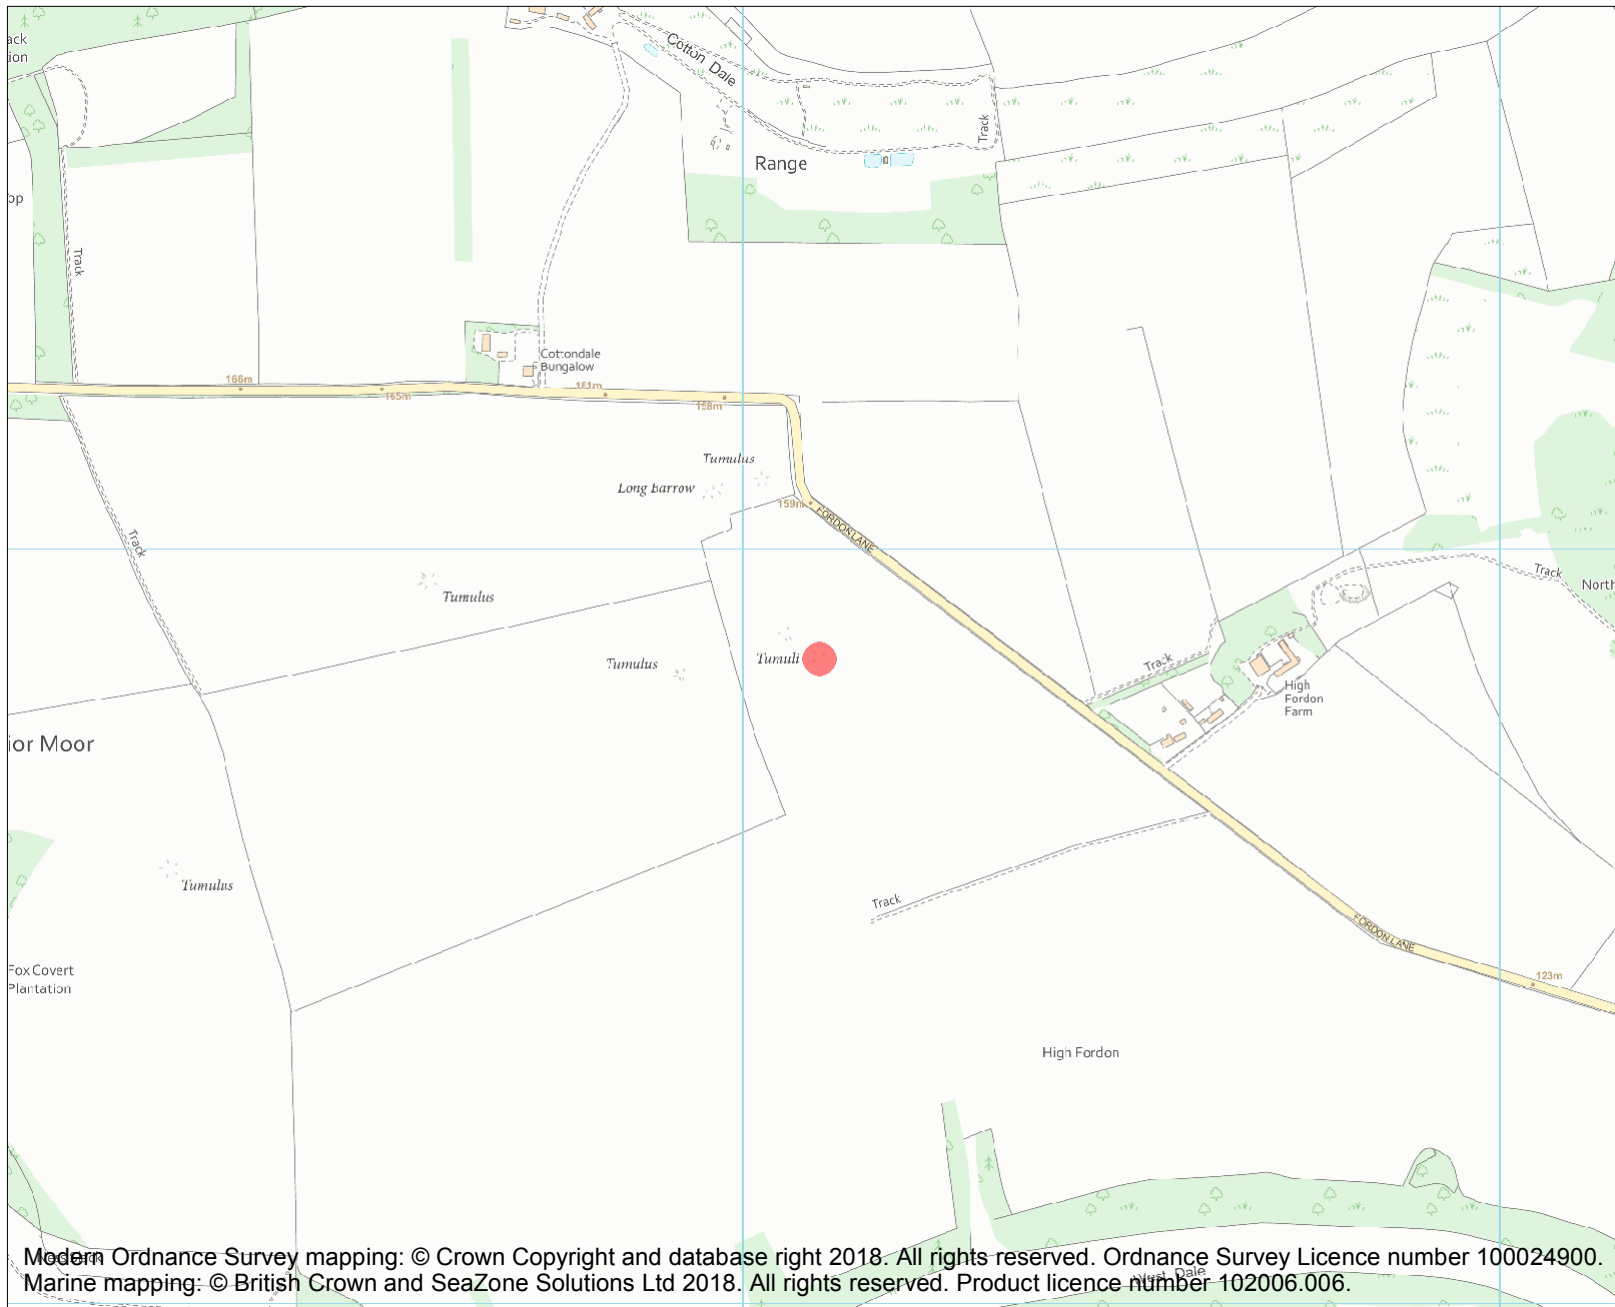 ack
ion
Cotton Dale
Track
Range
op
Track
Cottondale
Bungalow
166m
165m
161m
158m
Tumulus
Long Barrow
159m
FORDON LANE
Track
Track
North
Tumulus
Tumulus
Tumuli
Track
High
Fordon
Farm
ior Moor
Tumulus
Track
FORDON LANE
Fox Covert
Plantation
123m
High Fordon
West Dale
Modern Ordnance Survey mapping: © Crown Copyright and database right 2018. All rights reserved. Ordnance Survey Licence number 100024900.
Marine mapping: © British Crown and SeaZone Solutions Ltd 2018. All rights reserved. Product licence number 102006.006.